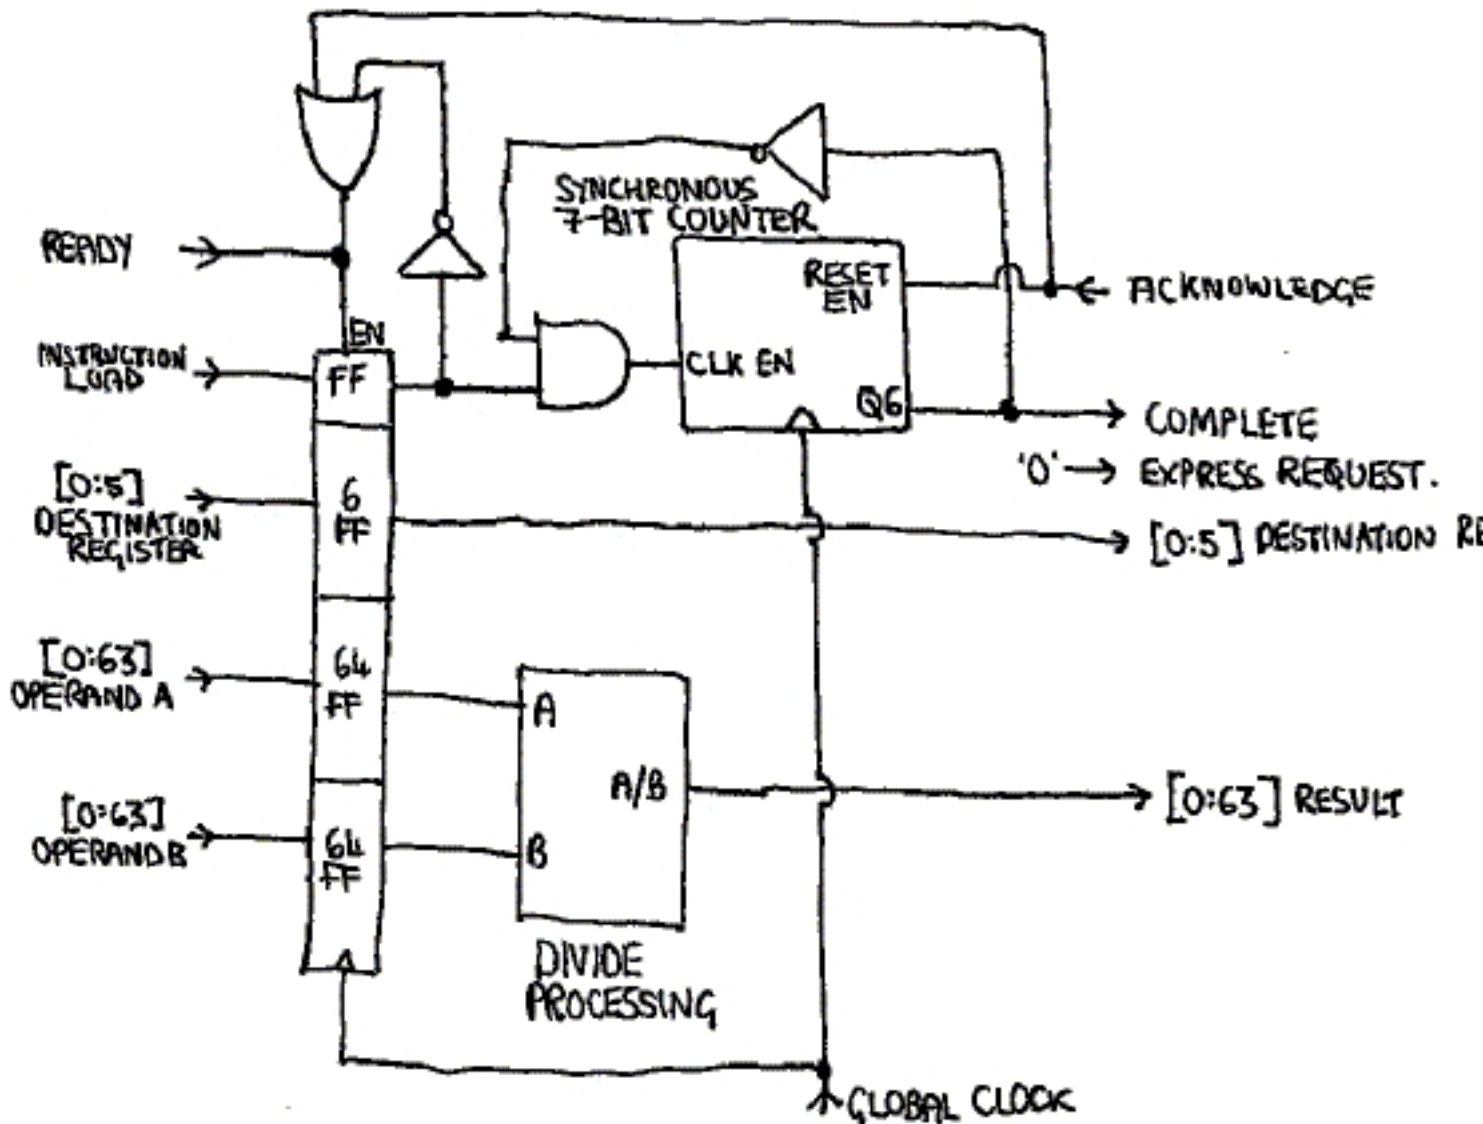 SYNCHRONOUS
7-BIT COUNTER
READY
RESET
EN
ACKNOWLEDGE
EN
INSTRUCTION
LOAD
FF
CLK EN
Q6
COMPLETE
'0' → EXPRESS REQUEST.
[0:5]
DESTINATION
REGISTER
6
FF
[0:5] DESTINATION RE
[0:63]
OPERAND A
64
FF
A
A/B
[0:63] RESULT
[0:63]
OPERAND B
64
FF
B
DIVIDE
PROCESSING
GLOBAL CLOCK